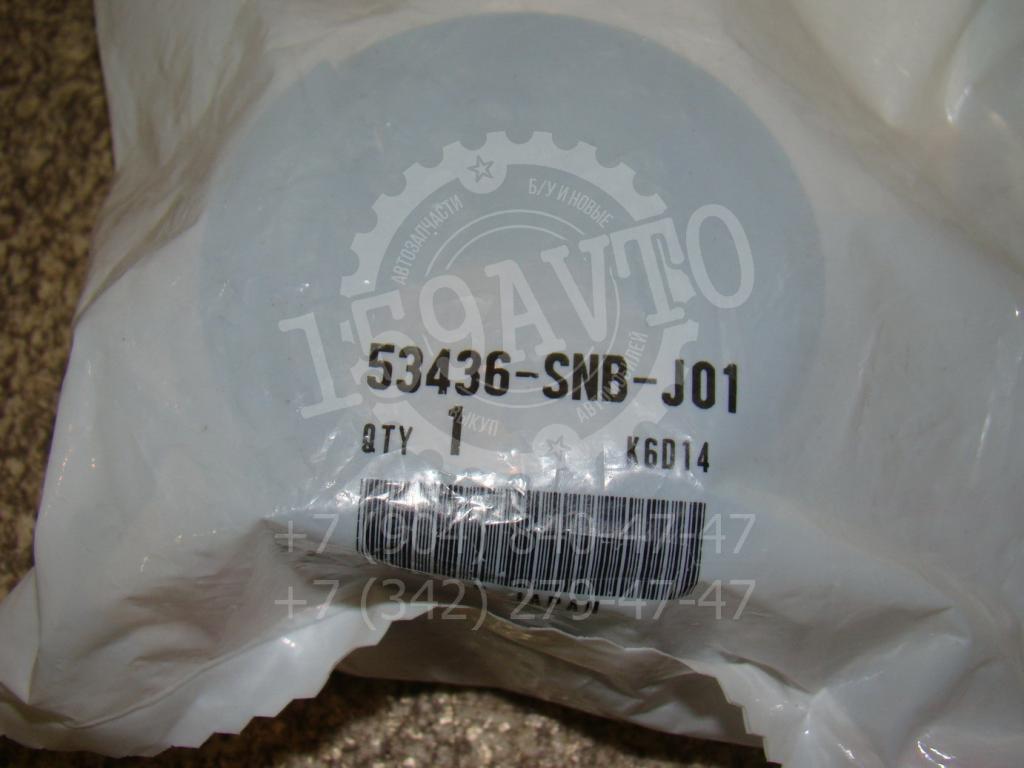 АВТОЗАПЧАСТИ
Б/У И НОВЫЕ
159AVTO
53436-SNB-J01
QTY 1 K6D14
+7 (904) 840-47-47
+7 (342) 279-47-47